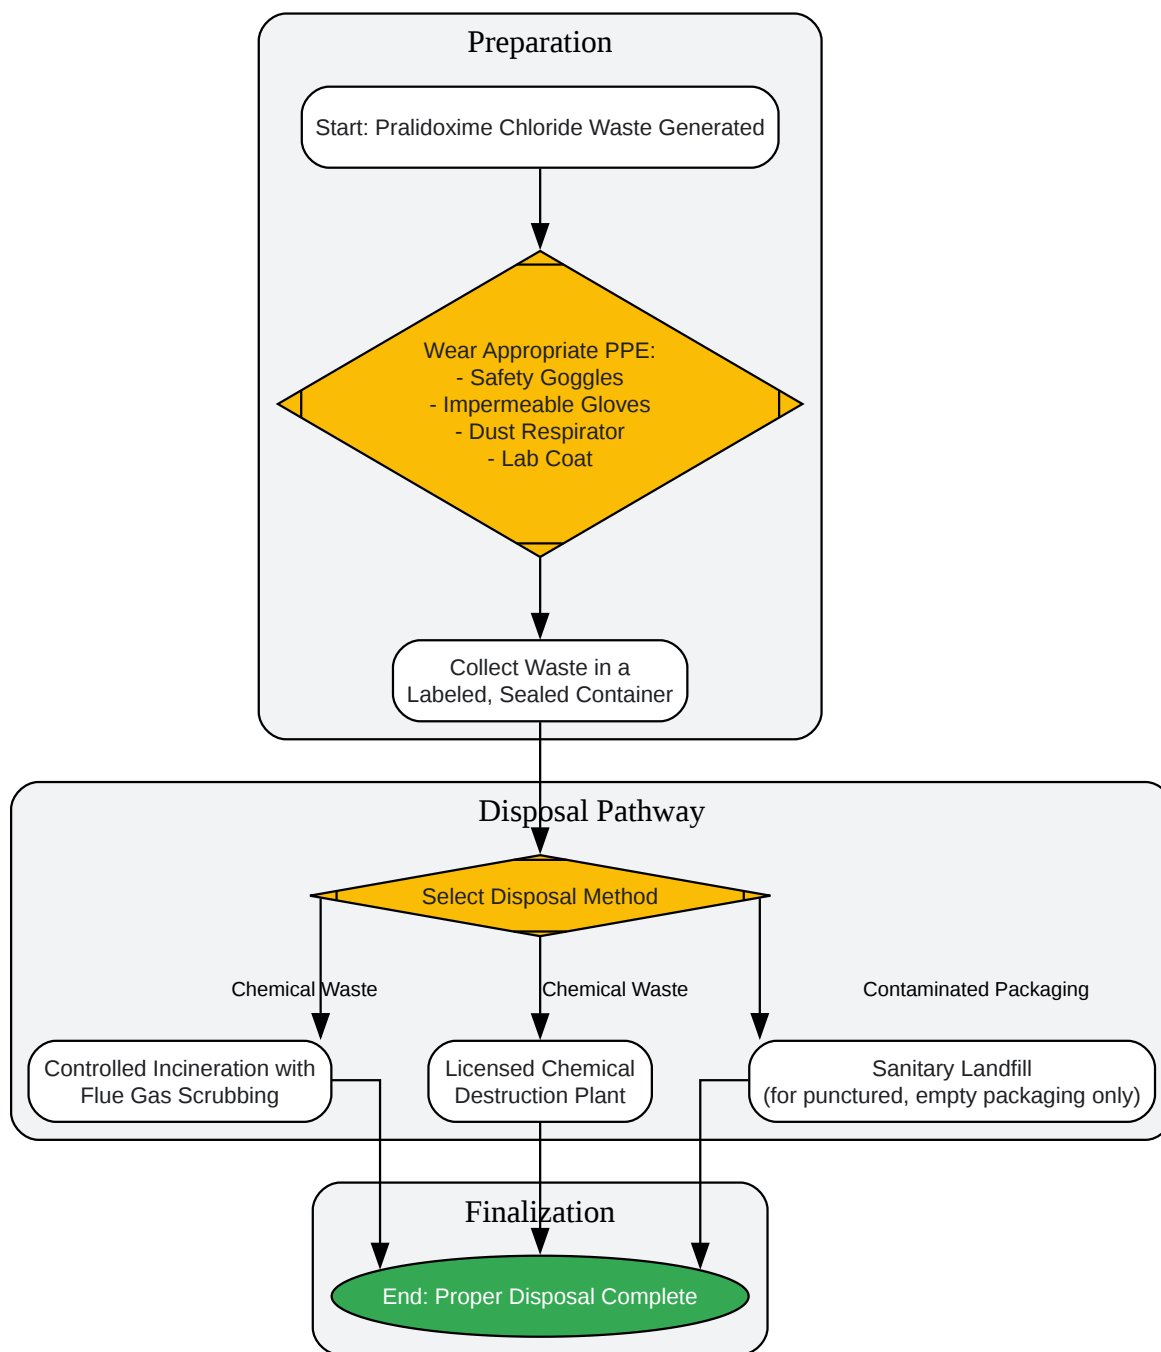 Preparation
Start: Pralidoxime Chloride Waste Generated
Wear Appropriate PPE:
- Safety Goggles
- Impermeable Gloves
- Dust Respirator
- Lab Coat
Collect Waste in a
Labeled, Sealed Container
Disposal Pathway
Select Disposal Method
Chemical Waste
Chemical Waste
Contaminated Packaging
Controlled Incineration with
Flue Gas Scrubbing
Licensed Chemical
Destruction Plant
Sanitary Landfill
(for punctured, empty packaging only)
Finalization
End: Proper Disposal Complete